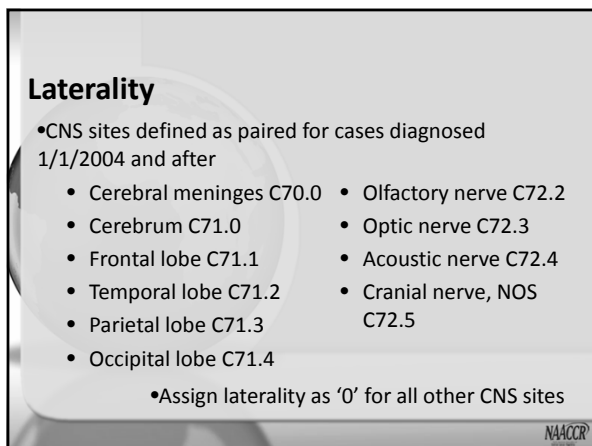 Laterality
•CNS sites defined as paired for cases diagnosed
1/1/2004 and after
• Cerebral meninges C70.0
• Cerebrum C71.0
• Frontal lobe C71.1
• Temporal lobe C71.2
• Parietal lobe C71.3
• Occipital lobe C71.4
• Olfactory nerve C72.2
• Optic nerve C72.3
• Acoustic nerve C72.4
• Cranial nerve, NOS
C72.5
•Assign laterality as ‘0’ for all other CNS sites
NAACCR